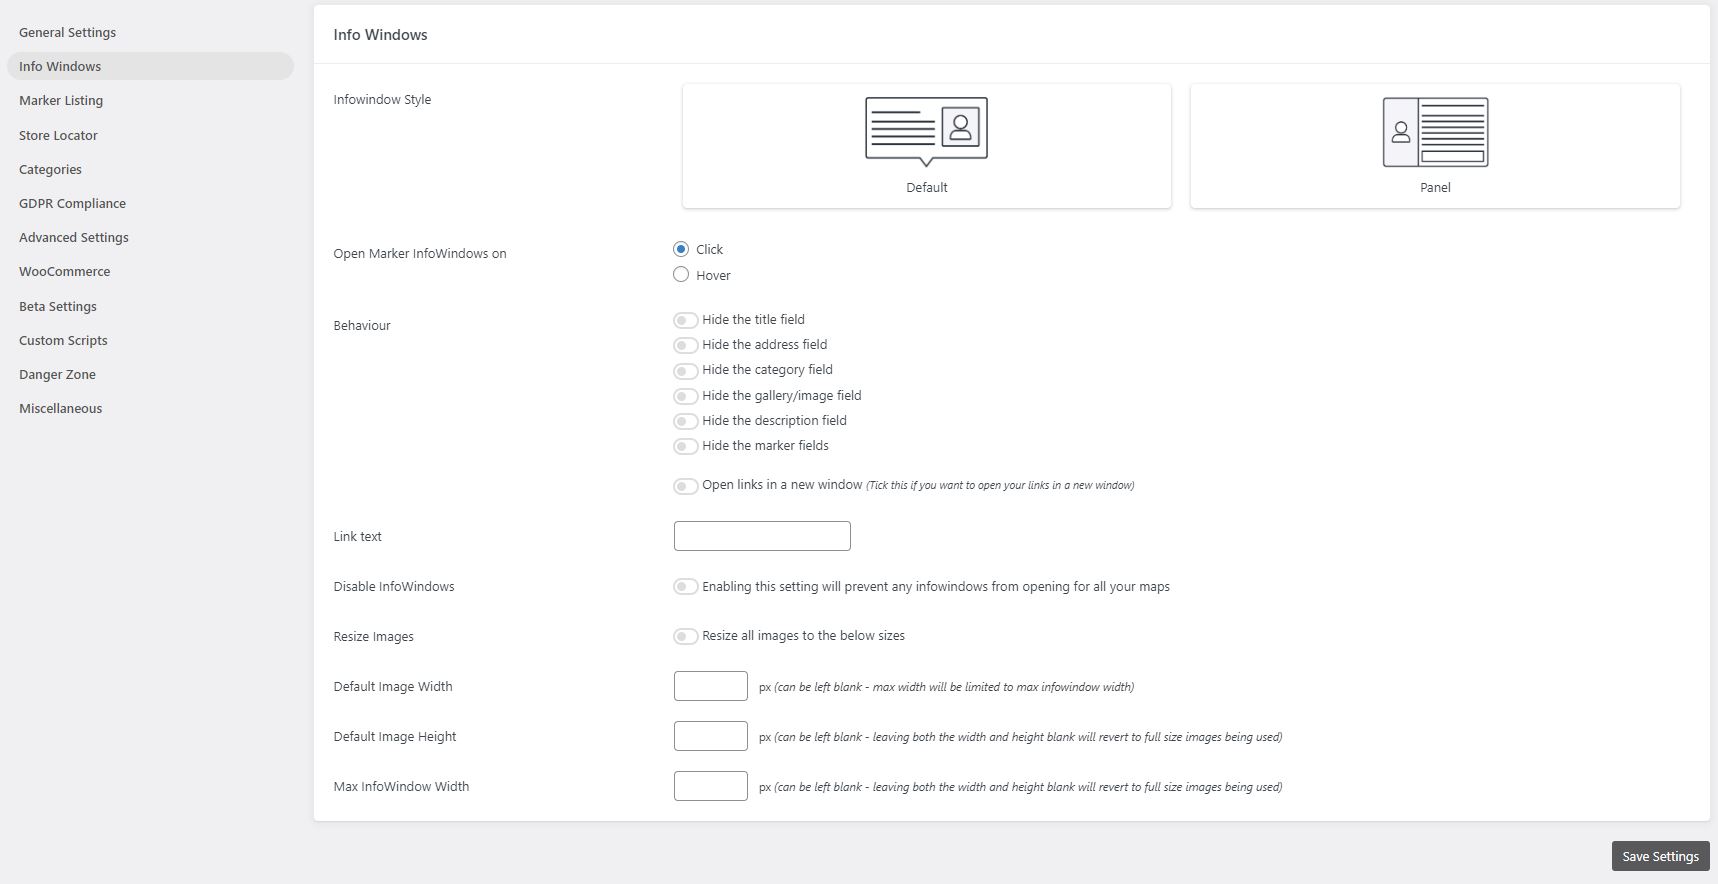 General Settings
Info Windows
Marker Listing
Store Locator
Categories
GDPR Compliance
Advanced Settings
WooCommerce
Beta Settings
Custom Scripts
Danger Zone
Miscellaneous
Info Windows
Infowindow Style
Default
Panel
Open Marker InfoWindows on
Click
Hover
Behaviour
Hide the title field
Hide the address field
Hide the category field
Hide the gallery/image field
Hide the description field
Hide the marker fields
Open links in a new window (Tick this if you want to open your links in a new window)
Link text
Disable InfoWindows
Enabling this setting will prevent any infowindows from opening for all your maps
Resize Images
Resize all images to the below sizes
Default Image Width
px (can be left blank - max width will be limited to max infowindow width)
Default Image Height
px (can be left blank - leaving both the width and height blank will revert to full size images being used)
Max InfoWindow Width
px (can be left blank - leaving both the width and height blank will revert to full size images being used)
Save Settings